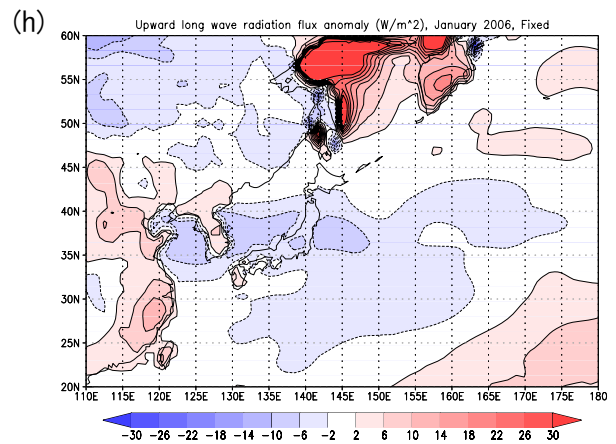 (h)
Upward long wave radiation flux anomaly (W/m^2), January 2006, Fixed
60N
55N
50N
45N
40N
35N
30N
25N
20N
110E 115E 120E 125E 130E 135E 140E 145E 150E 155E 160E 165E 170E 175E 180
-30 -26 -22 -18 -14 -10 -6 -2 2 6 10 14 18 22 26 30